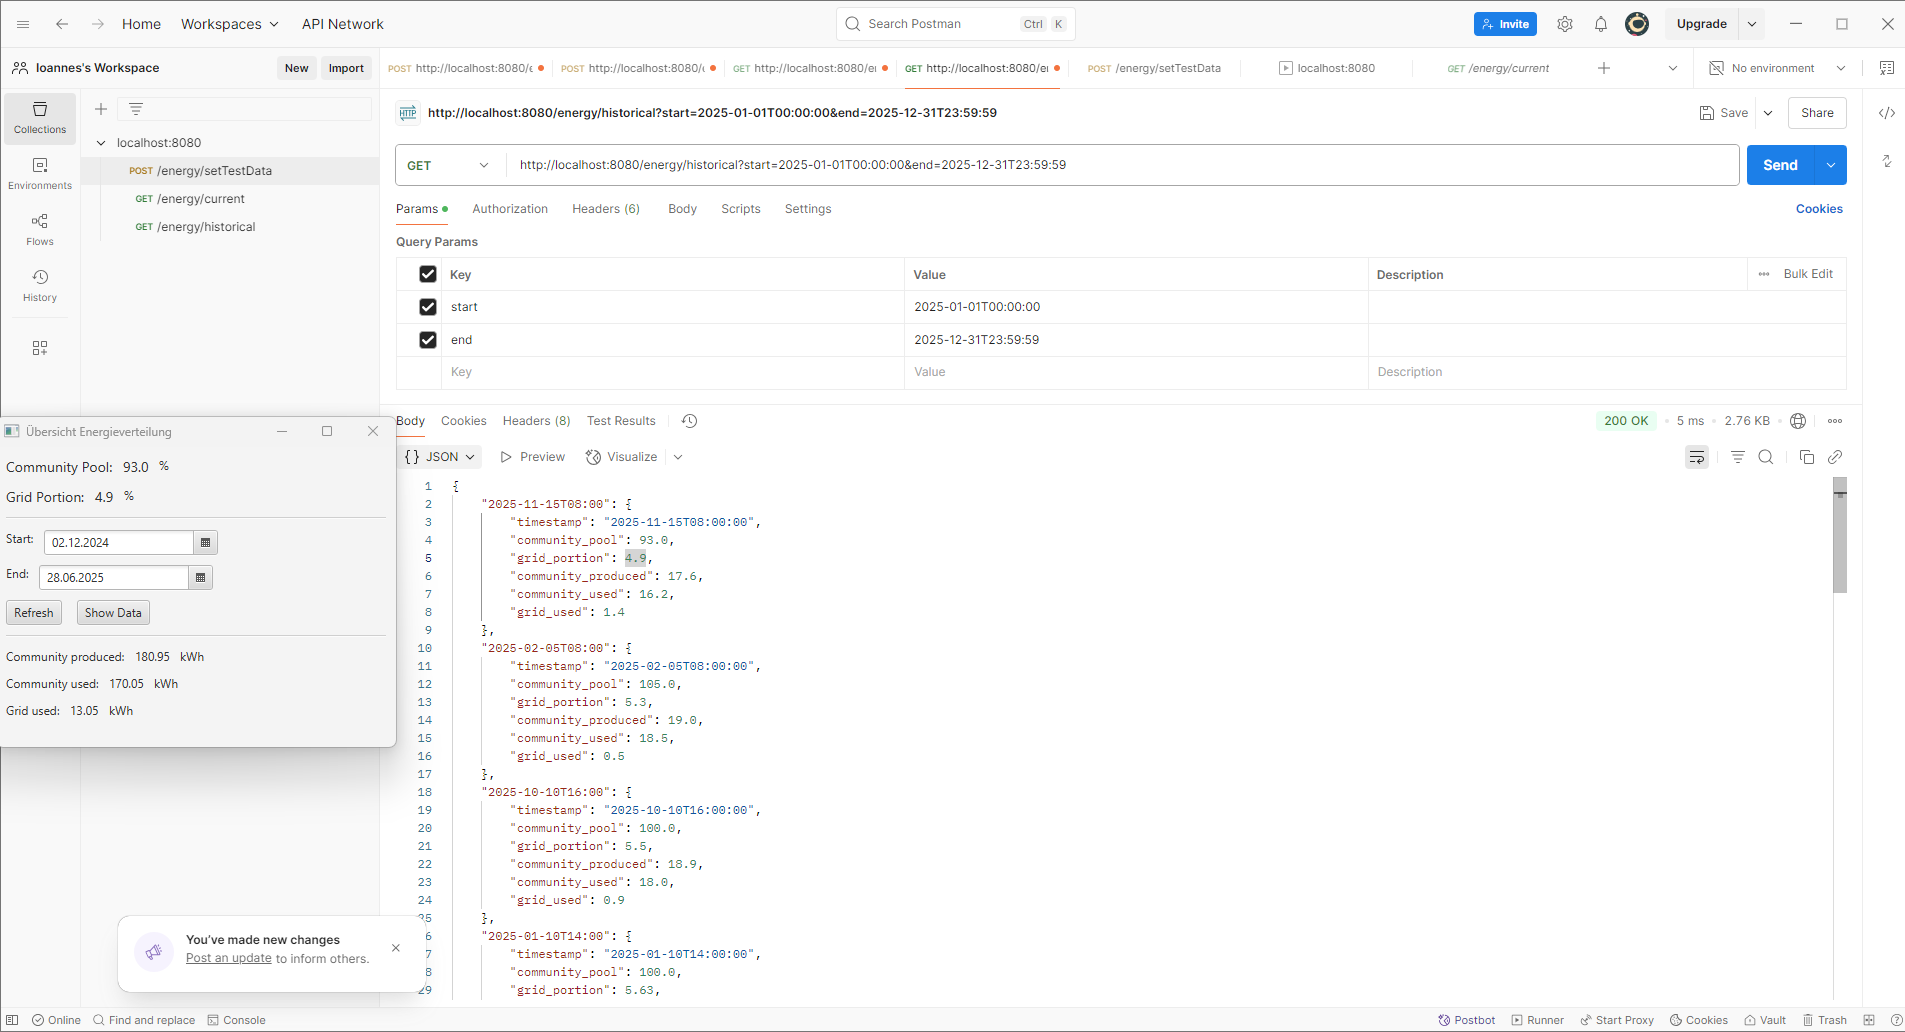 Home Workspaces API Network
Search Postman Ctrl K
Invite Upgrade
Ioannes's Workspace New Import
POST http://localhost:8080/e POST http://localhost:8080/ GET http://localhost:8080/e GET http://localhost:8080/e POST /energy/setTestData localhost:8080 GET /energy/current
No environment
Collections
Environments
Flows
History
localhost:8080
POST /energy/setTestData
GET /energy/current
GET /energy/historical
HTTP http://localhost:8080/energy/historical?start=2025-01-01T00:00:00&end=2025-12-31T23:59:59
Save Share
GET http://localhost:8080/energy/historical?start=2025-01-01T00:00:00&end=2025-12-31T23:59:59
Send
Params Authorization Headers (6) Body Scripts Settings Cookies
Query Params
Key Value Description Bulk Edit
start 2025-01-01T00:00:00
end 2025-12-31T23:59:59
Key Value Description
Body Cookies Headers (8) Test Results
200 OK 5 ms 2.76 KB
{} JSON Preview Visualize
1 {
2 "2025-11-15T08:00": {
3 "timestamp": "2025-11-15T08:00:00",
4 "community_pool": 93.0,
5 "grid_portion": 4.9,
6 "community_produced": 17.6,
7 "community_used": 16.2,
8 "grid_used": 1.4
9 },
10 "2025-02-05T08:00": {
11 "timestamp": "2025-02-05T08:00:00",
12 "community_pool": 105.0,
13 "grid_portion": 5.3,
14 "community_produced": 19.0,
15 "community_used": 18.5,
16 "grid_used": 0.5
17 },
18 "2025-10-10T16:00": {
19 "timestamp": "2025-10-10T16:00:00",
20 "community_pool": 100.0,
21 "grid_portion": 5.5,
22 "community_produced": 18.9,
23 "community_used": 18.0,
24 "grid_used": 0.9
25 },
6 "2025-01-10T14:00": {
7 "timestamp": "2025-01-10T14:00:00",
8 "community_pool": 100.0,
29 "grid_portion": 5.63,
Übersicht Energieverteilung
Community Pool: 93.0 %
Grid Portion: 4.9 %
Start: 02.12.2024
End: 28.06.2025
Refresh Show Data
Community produced: 180.95 kWh
Community used: 170.05 kWh
Grid used: 13.05 kWh
You've made new changes
Post an update to inform others.
Online Find and replace Console
Postbot Runner Start Proxy Cookies Vault Trash